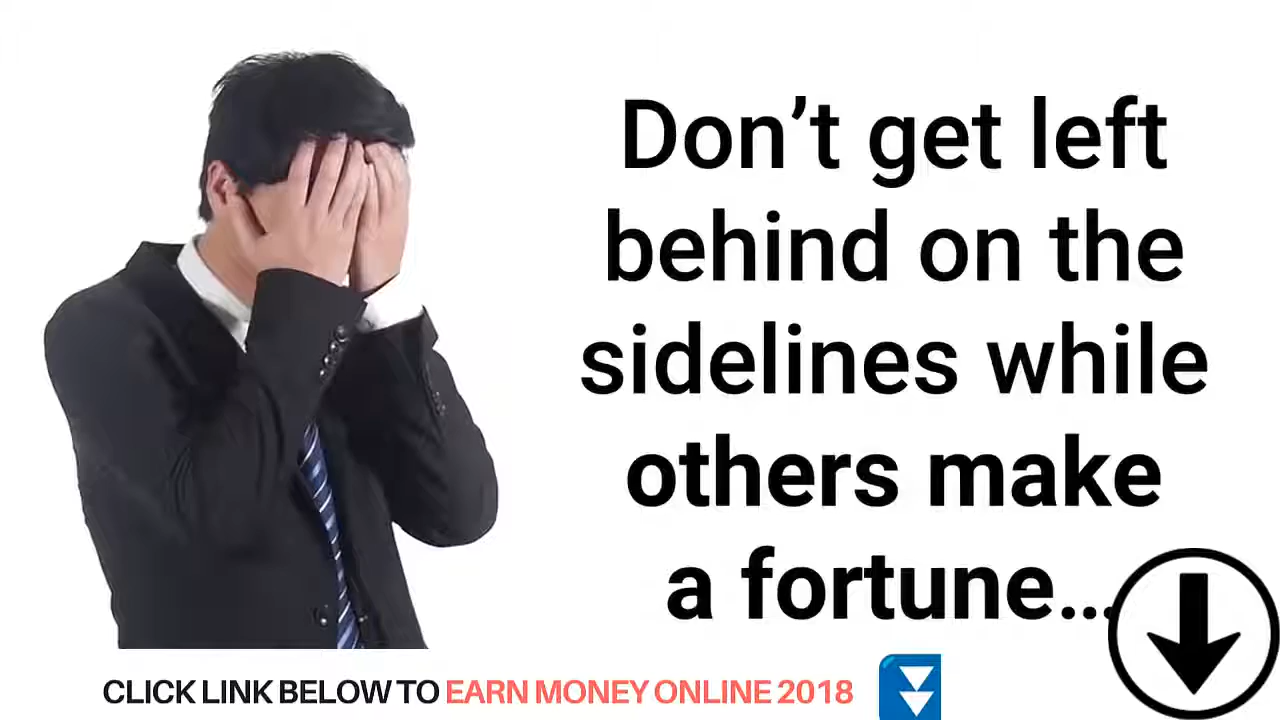 Don’t get left
behind on the
sidelines while
others make
a fortune...
CLICK LINK BELOW TO EARN MONEY ONLINE 2018